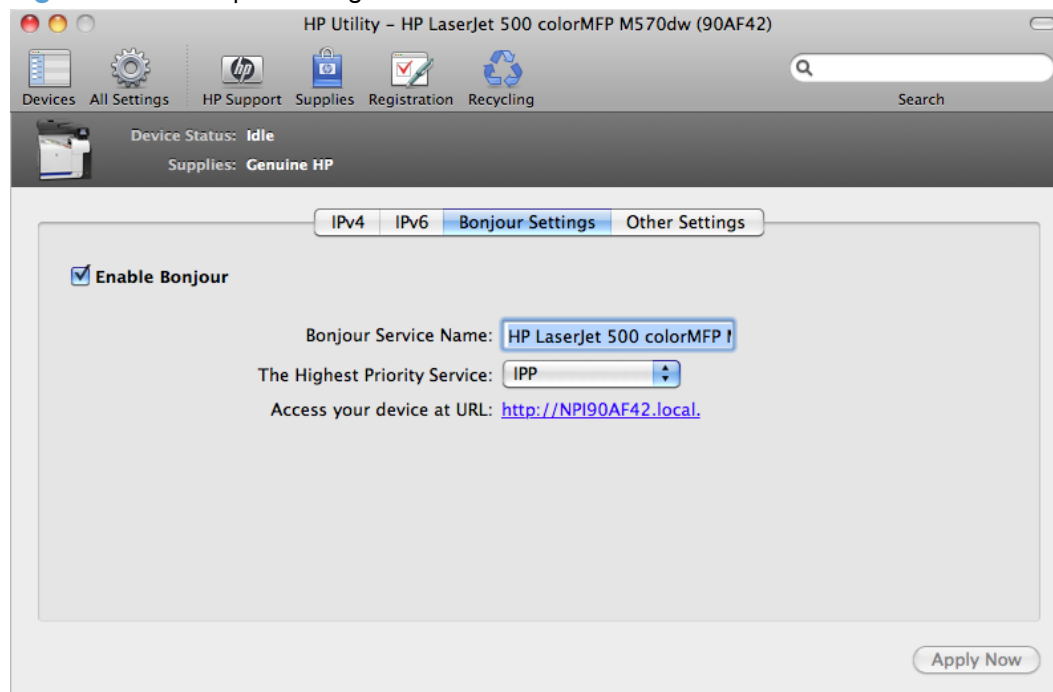 HP Utility – HP LaserJet 500 colorMFP M570dw (90AF42)
Devices All Settings HP Support Supplies Registration Recycling Search
Device Status: Idle
Supplies: Genuine HP
IPv4 IPv6 Bonjour Settings Other Settings
Enable Bonjour
Bonjour Service Name: HP LaserJet 500 colorMFP
The Highest Priority Service: IPP
Access your device at URL: http://NPI90AF42.local.
Apply Now